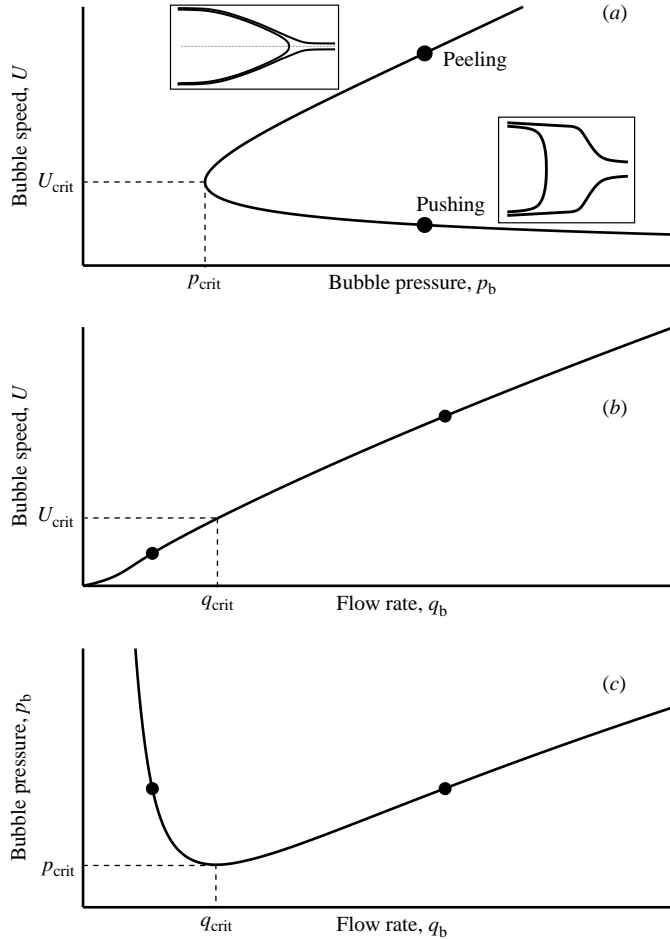 (a)
Bubble speed, U
Peeling
U_crit
Pushing
p_crit
Bubble pressure, p_b
(b)
Bubble speed, U
U_crit
q_crit
Flow rate, q_b
(c)
Bubble pressure, p_b
p_crit
q_crit
Flow rate, q_b